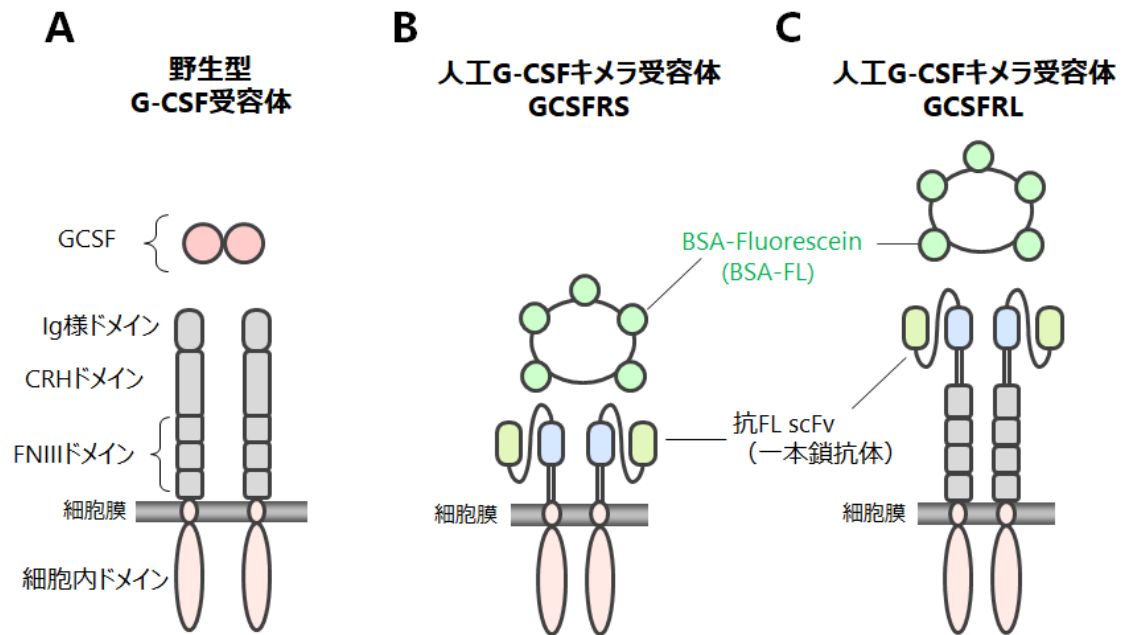 A
野生型
G-CSF受容体
GCSF
Ig様ドメイン
CRHドメイン
FNIIIドメイン
細胞膜
細胞内ドメイン
B
人工G-CSFキメラ受容体
GCSFRS
BSA-Fluorescein
(BSA-FL)
抗FL scFv
（一本鎖抗体）
細胞膜
C
人工G-CSFキメラ受容体
GCSFRL
細胞膜